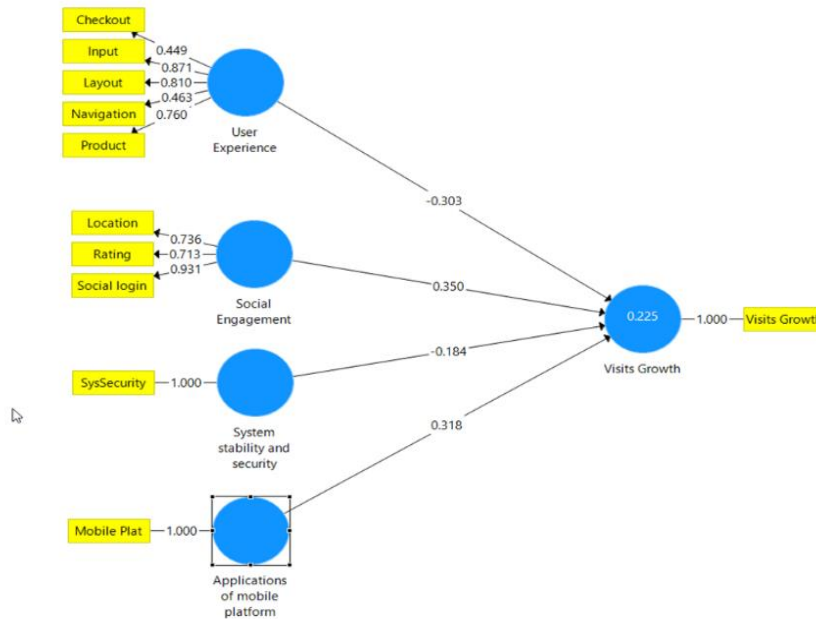 Checkout
Input
Layout
Navigation
Product
0.449
0.871
0.810
0.463
0.760
User
Experience
-0.303
Location
Rating
Social login
0.736
0.713
0.931
Social
Engagement
0.350
SysSecurity
1.000
System
stability and
security
-0.184
Mobile Plat
1.000
Applications
of mobile
platform
0.318
0.225
Visits Growth
1.000
Visits Growth